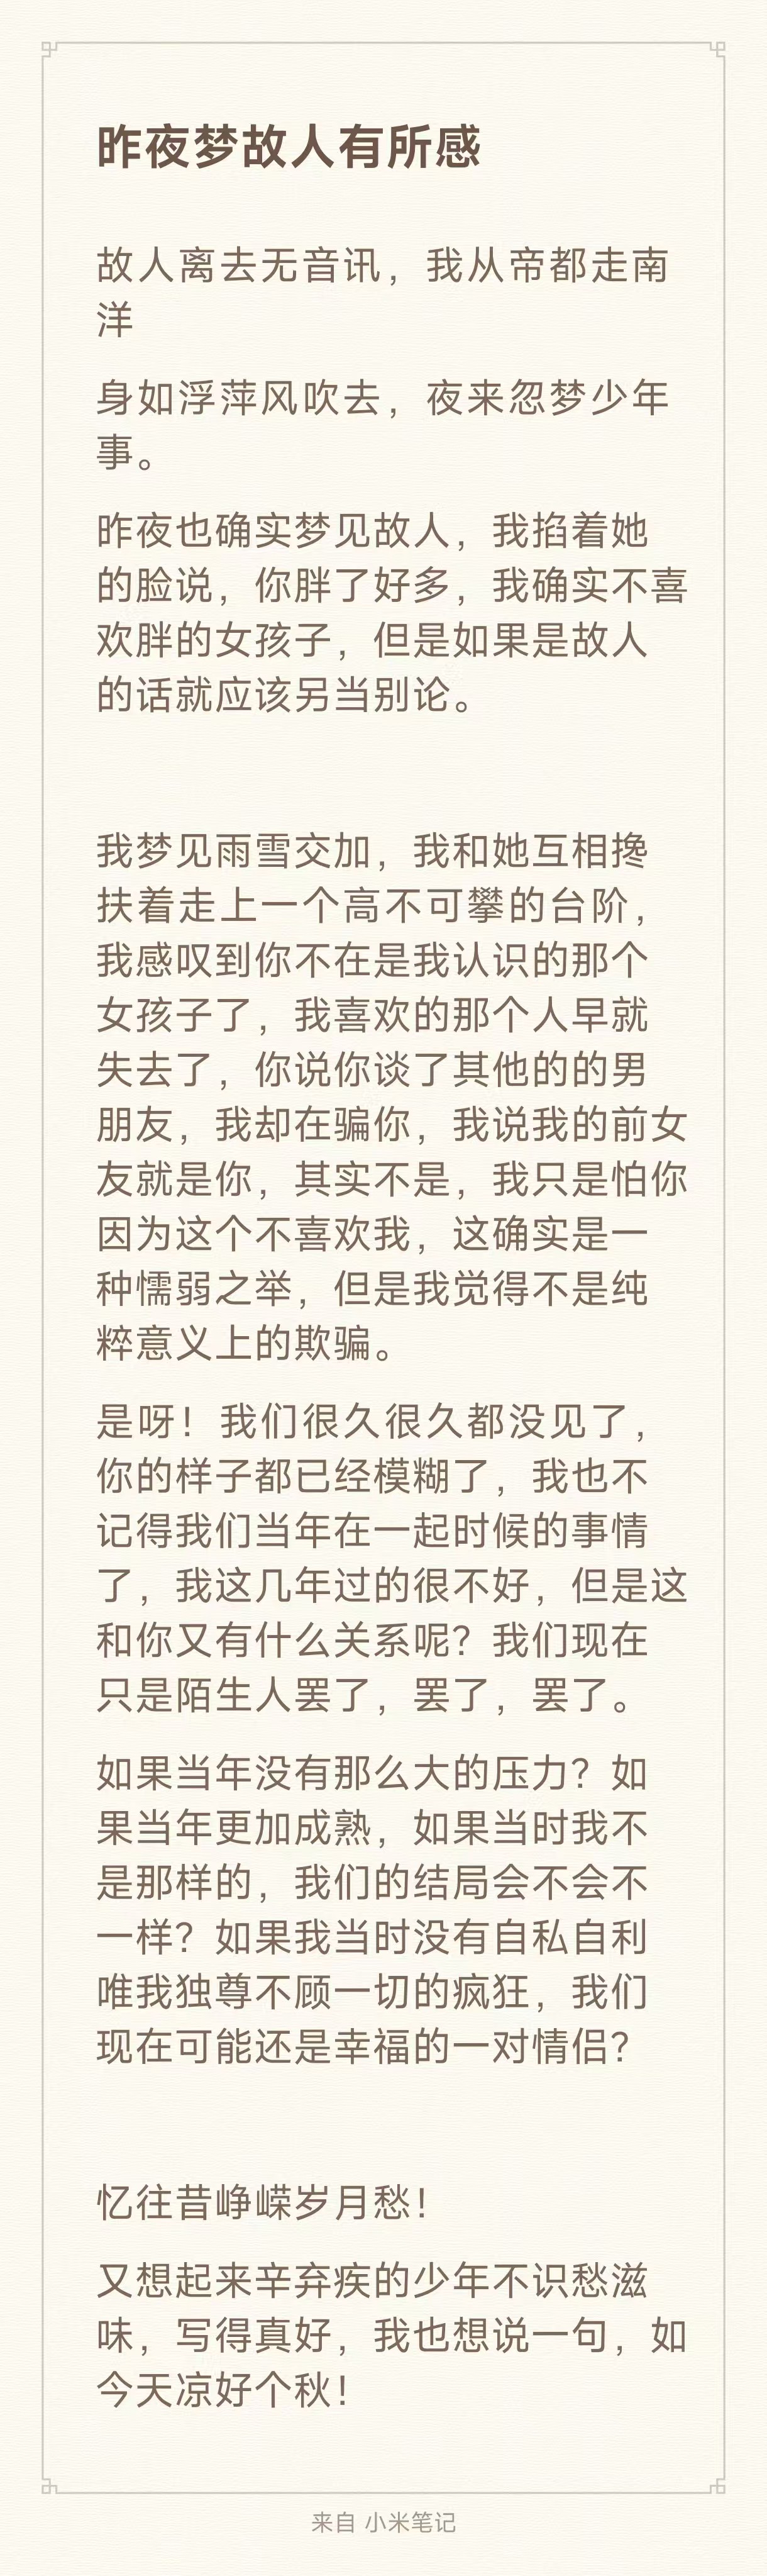 昨夜梦故人有所感
故人离去无音讯，我从帝都走南
洋
身如浮萍风吹去，夜来忽梦少年
事。
昨夜也确实梦见故人，我掐着她
的脸说，你胖了好多，我确实不喜
欢胖的女孩子，但是如果是故人
的话就应该另当别论。
我梦见雨雪交加，我和她互相搀
扶着走上一个高不可攀的台阶，
我感叹到你不在是我认识的那个
女孩子了，我喜欢的那个人早就
失去了，你说你谈了其他的的男
朋友，我却在骗你，我说我的前女
友就是你，其实不是，我只是怕你
因为这个不喜欢我，这确实是一
种懦弱之举，但是我觉得不是纯
粹意义上的欺骗。
是呀！我们很久很久都没见了，
你的样子都已经模糊了，我也不
记得我们当年在一起时候的事情
了，我这几年过的很不好，但是这
和你又有什么关系呢？我们现在
只是陌生人罢了，罢了，罢了。
如果当年没有那么大的压力？如
果当年更加成熟，如果当时我不
是那样的，我们的结局会不会不
一样？如果我当时没有自私自利
唯我独尊不顾一切的疯狂，我们
现在可能还是幸福的一对情侣？
忆往昔峥嵘岁月愁！
又想起来辛弃疾的少年不识愁滋
味，写得真好，我也想说一句，如
今天凉好个秋！
来自 小米笔记